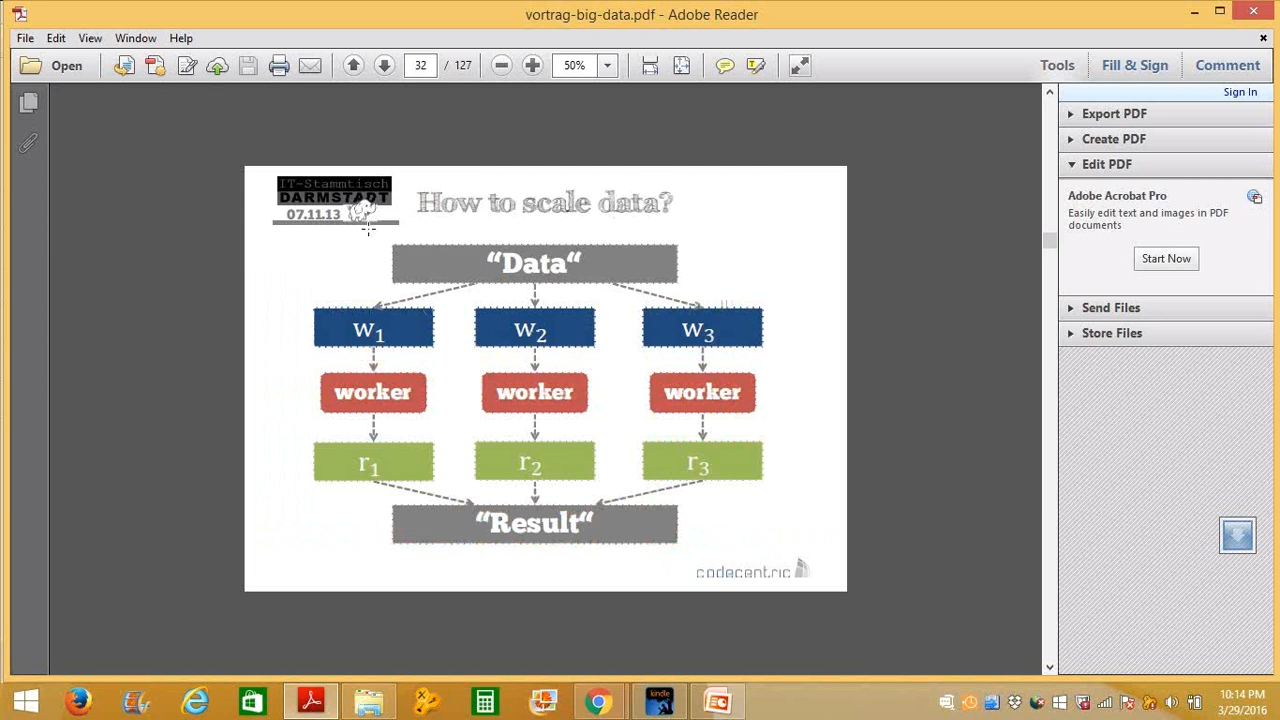 vortrag-big-data.pdf - Adobe Reader
File Edit View Window Help
Open 32 / 127 50% Tools Fill & Sign Comment
Sign In
Export PDF
Create PDF
Edit PDF
Adobe Acrobat Pro
Easily edit text and images in PDF
documents
Start Now
Send Files
Store Files
IT-Stammtisch
DARMSTADT
07.11.13
How to scale data?
“Data“
w1 w2 w3
worker worker worker
r1 r2 r3
“Result“
codecentric
kindle
10:14 PM
3/29/2016